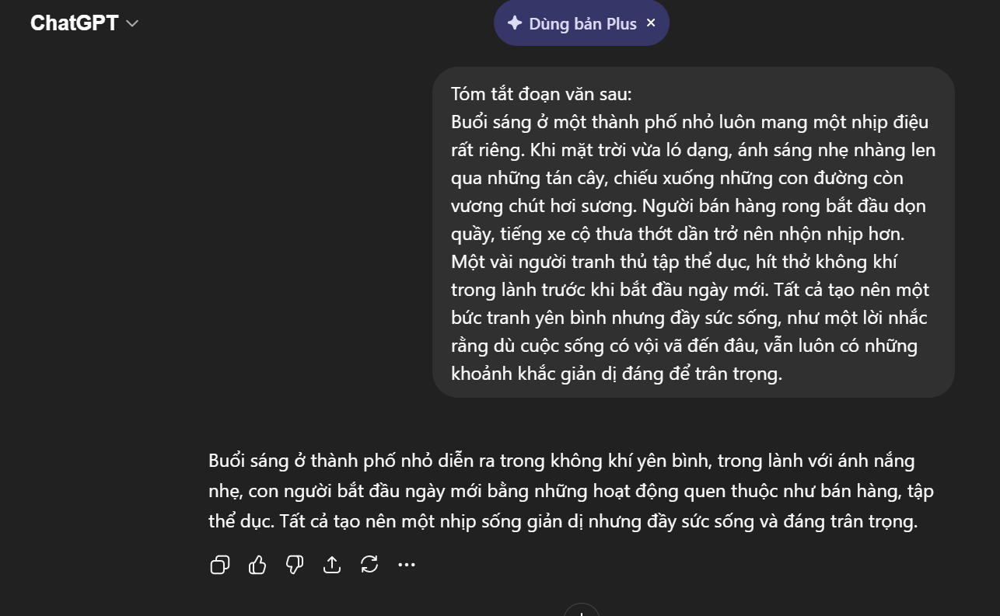 ChatGPT
Dùng bản Plus
Tóm tắt đoạn văn sau:
Buổi sáng ở một thành phố nhỏ luôn mang một nhịp điệu
rất riêng. Khi mặt trời vừa ló dạng, ánh sáng nhẹ nhàng len
qua những tán cây, chiếu xuống những con đường còn
vương chút hơi sương. Người bán hàng rong bắt đầu dọn
quầy, tiếng xe cộ thưa thớt dần trở nên nhộn nhịp hơn.
Một vài người tranh thủ tập thể dục, hít thở không khí
trong lành trước khi bắt đầu ngày mới. Tất cả tạo nên một
bức tranh yên bình nhưng đầy sức sống, như một lời nhắc
rằng dù cuộc sống có vội vã đến đâu, vẫn luôn có những
khoảnh khắc giản dị đáng để trân trọng.
Buổi sáng ở thành phố nhỏ diễn ra trong không khí yên bình, trong lành với ánh nắng
nhẹ, con người bắt đầu ngày mới bằng những hoạt động quen thuộc như bán hàng, tập
thể dục. Tất cả tạo nên một nhịp sống giản dị nhưng đầy sức sống và đáng trân trọng.